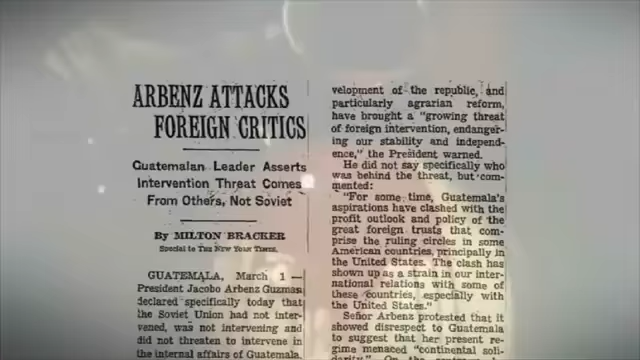 ARBENZ ATTACKS
FOREIGN CRITICS
Guatemalan Leader Asserts
Intervention Threat Comes
From Others, Not Soviet
By MILTON BRACKER
Special to THE NEW YORK TIMES.
GUATEMALA, March 1 —
President Jacobo Arbenz Guzman
declared specifically today that
the Soviet Union had not inter-
vened, was not intervening and
did not threaten to intervene in
the internal affairs of Guatemala.
velopment of the republic, and
particularly agrarian reform,
have brought a "growing threat
of foreign intervention, endanger-
ing our stability and independ-
ence," the President warned.
He did not say specifically who
was behind the threat, but com-
mented:
"For some time, Guatemala's
aspirations have clashed with the
profit outlook and policy of the
great foreign trusts that com-
prise the ruling circles in some
American countries, principally in
the United States. The clash has
shown up as a strain in our inter-
national relations with some of
these countries, especially with
the United States."
Señor Arbenz protested that it
showed disrespect to Guatemala
to suggest that her present re-
gime menaced "continental soli-
darity." On the